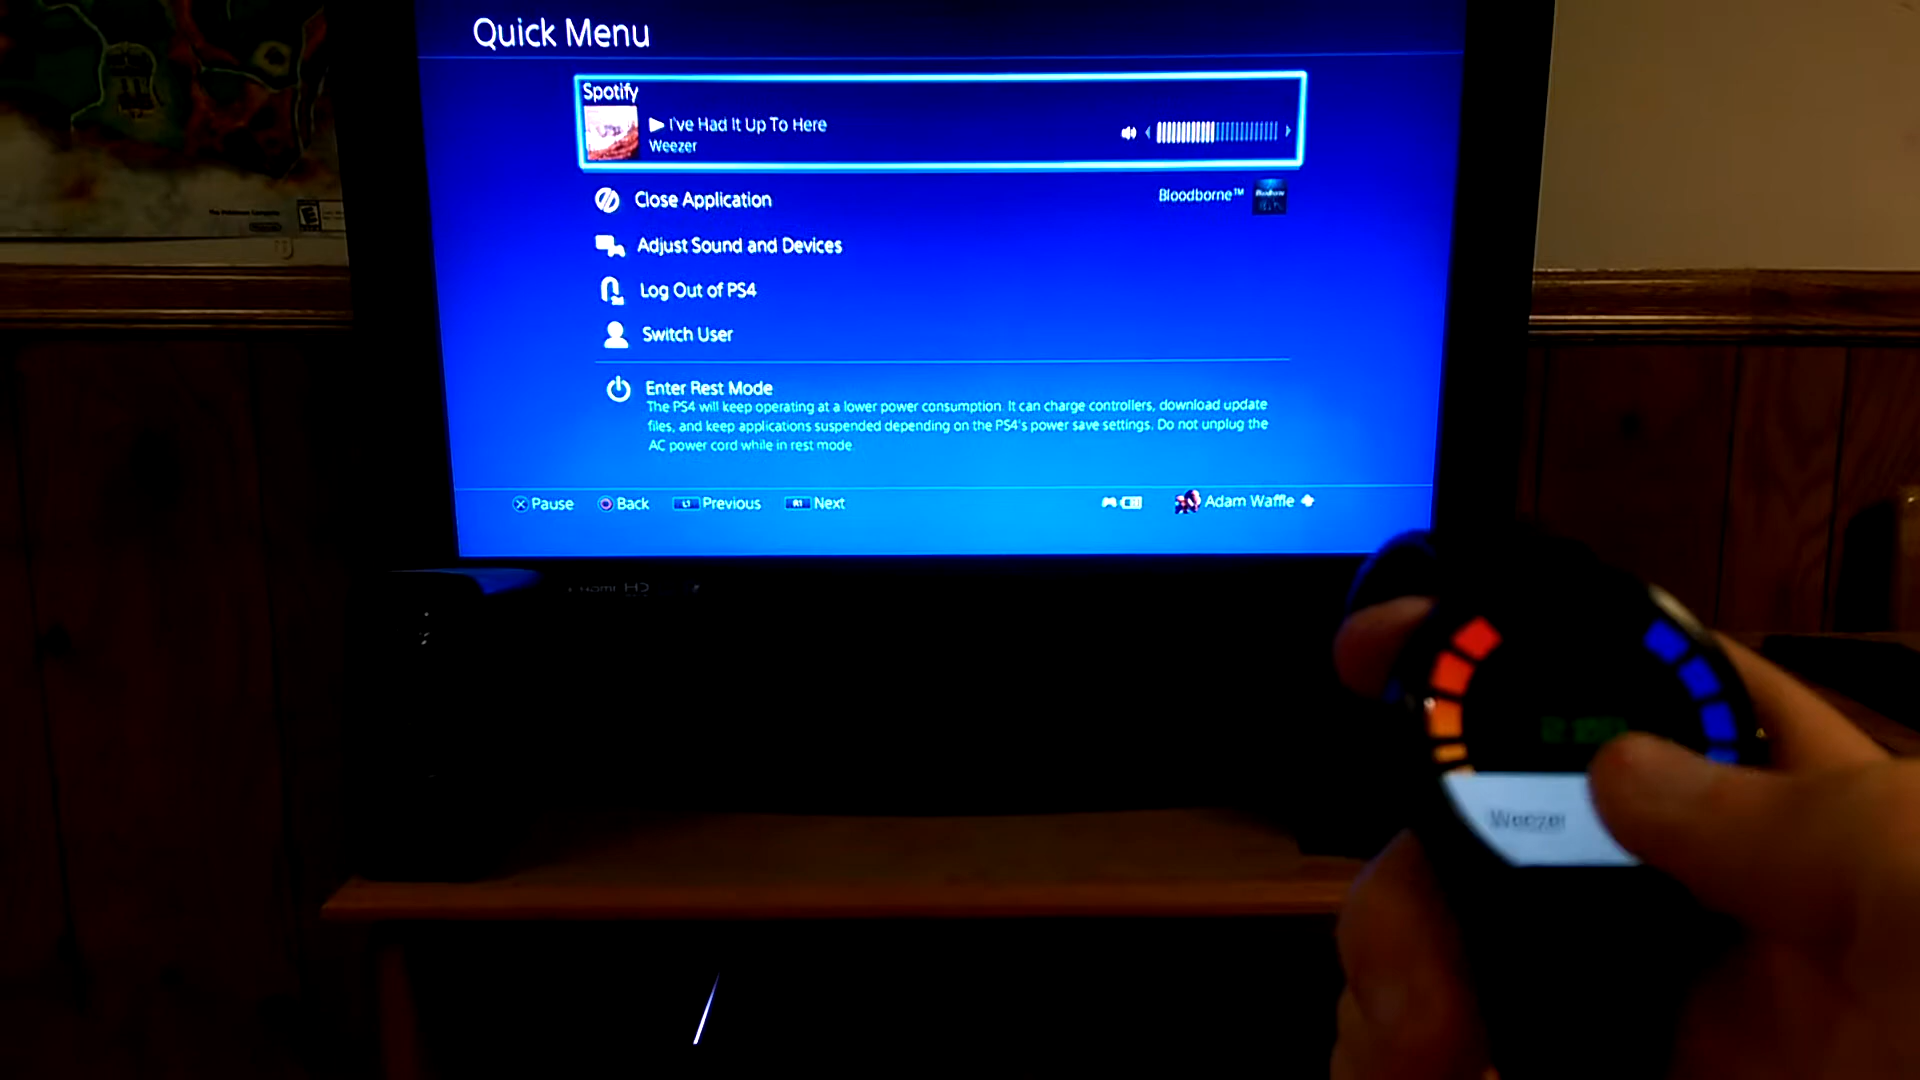 Quick Menu
Spotify
I've Had It Up To Here
Weezer
Close Application
Bloodborne™
Adjust Sound and Devices
Log Out of PS4
Switch User
Enter Rest Mode
The PS4 will keep operating at a lower power consumption. It can charge controllers, download update
files, and keep applications suspended depending on the PS4's power save settings. Do not unplug the
AC power cord while in rest mode.
Pause
Back
L1 Previous
R1 Next
Adam Waffle
HD
E
Weezer